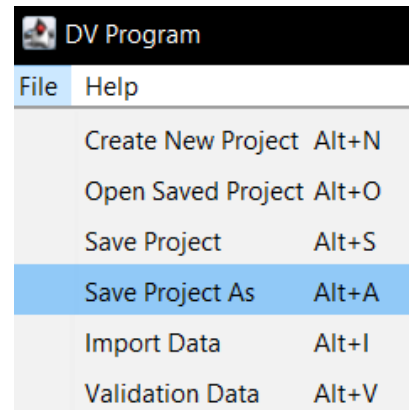 DV Program
File Help
Create New Project Alt+N
Open Saved Project Alt+O
Save Project Alt+S
Save Project As Alt+A
Import Data Alt+I
Validation Data Alt+V